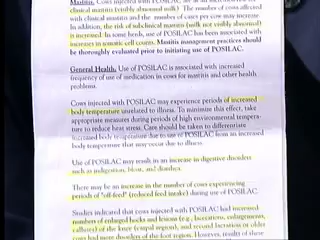 Mastitis. Cows injected with POSILAC are at an increased risk for
clinical mastitis (visibly abnormal milk). The number of cows affected
with clinical mastitis and the number of cases per cow may increase.
In addition, the risk of subclinical mastitis (milk not visibly abnormal)
is increased. In some herds, use of POSILAC has been associated with
increases in somatic cell counts. Mastitis management practices should
be thoroughly evaluated prior to initiating use of POSILAC.
General Health. Use of POSILAC is associated with increased
frequency of use of medication in cows for mastitis and other health
problems.
Cows injected with POSILAC may experience periods of increased
body temperature unrelated to illness. To minimize this effect, take
appropriate measures during periods of high environmental tempera-
ture to reduce heat stress. Care should be taken to differentiate
increased body temperature due to use of POSILAC from an increased
body temperature that may occur due to illness.
Use of POSILAC may result in an increase in digestive disorders
such as indigestion, bloat, and diarrhea.
There may be an increase in the number of cows experiencing
periods of "off-feed" (reduced feed intake) during use of POSILAC.
Studies indicated that cows injected with POSILAC had increased
numbers of enlarged hocks and lesions (e.g., lacerations, enlargements,
calluses) of the knee (carpal region), and second lactation or older
cows had more disorders of the foot region. However, results of these